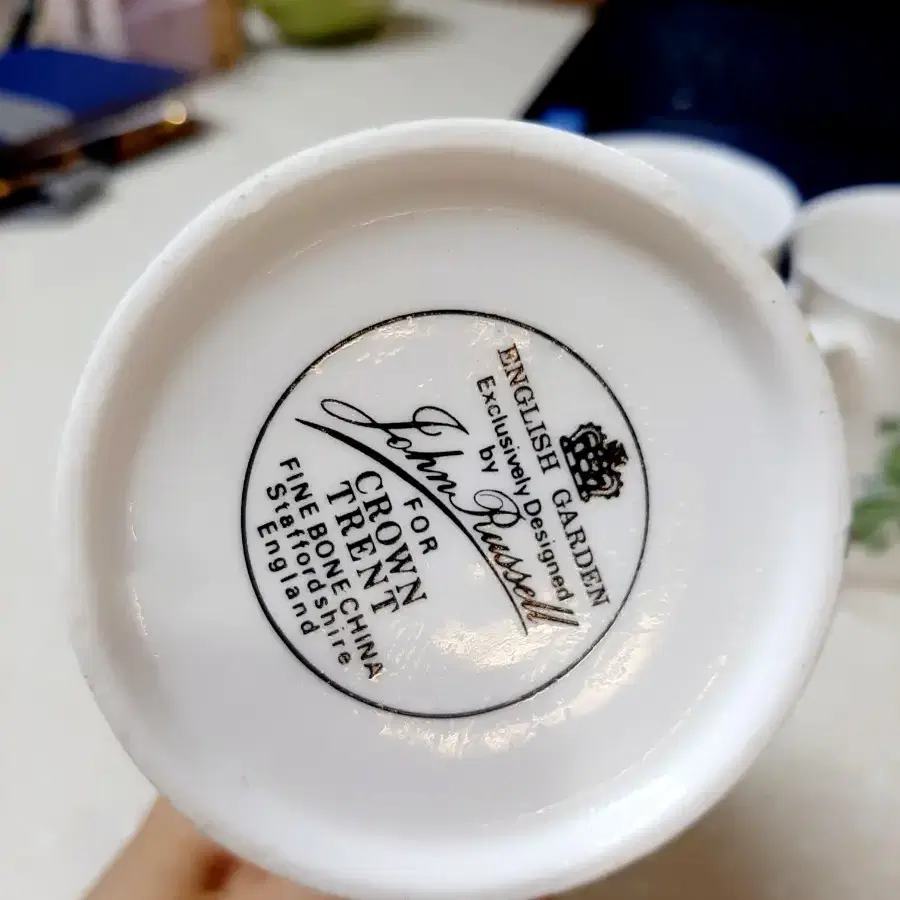 ENGLISH GARDEN
Exclusively Designed
by
John Russell
FOR
CROWN
TRENT
FINE BONE CHINA
Staffordshire
England